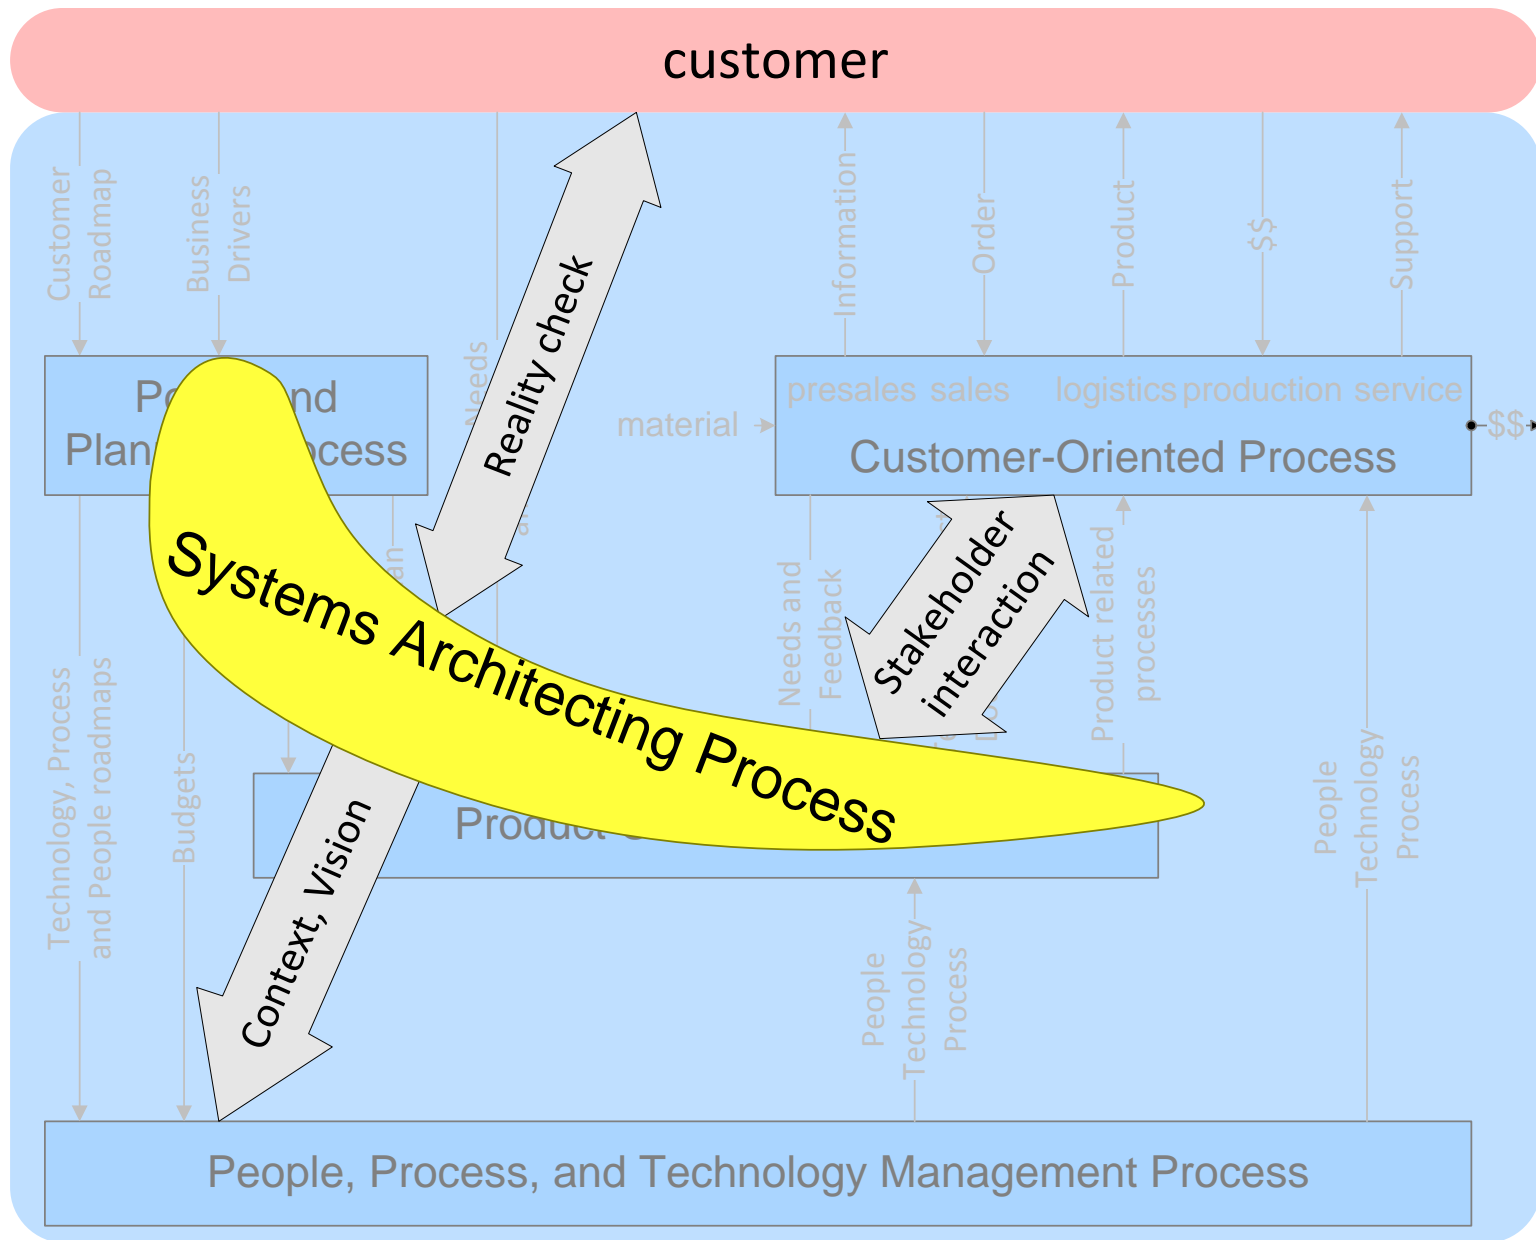 customer
Customer
Roadmap
Business
Drivers
Needs
Reality check
Information
Order
Product
$$
Support
nd
Plan
cess
material
presales sales logistics production service
Customer-Oriented Process
$$
Systems Architecting Process
Stakeholder
interaction
Needs and
Feedback
Product related
processes
Technology, Process
and People roadmaps
Budgets
Context, Vision
Product
People
Technology
Process
People
Technology
Process
People, Process, and Technology Management Process